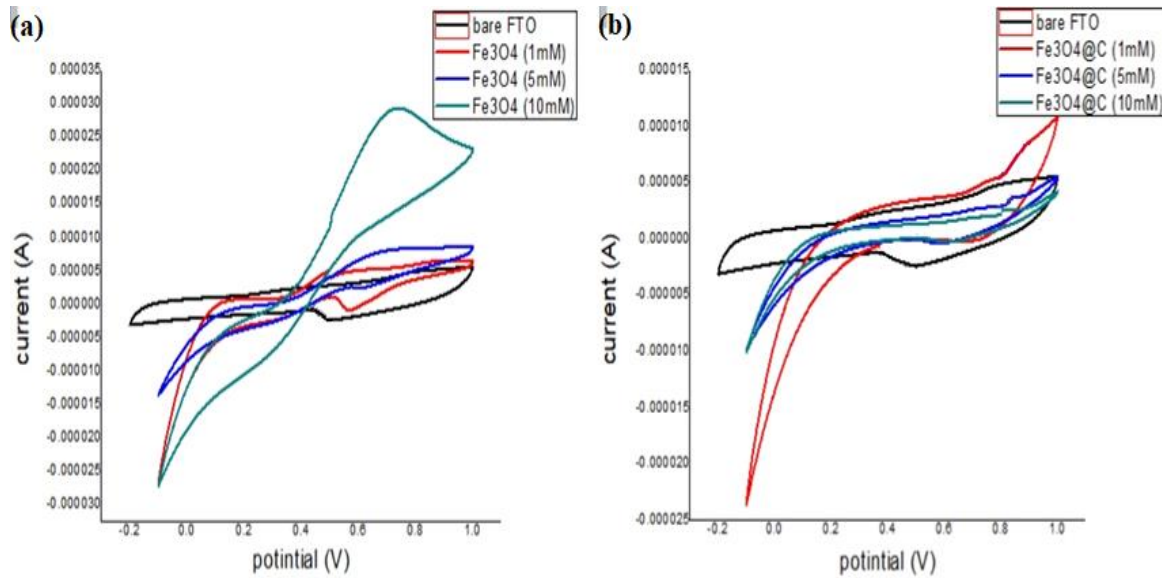 (a)
bare FTO
Fe3O4 (1mM)
Fe3O4 (5mM)
Fe3O4 (10mM)
0.000035
0.000030
0.000025
0.000020
0.000015
0.000010
0.000005
0.000000
-0.000005
-0.000010
-0.000015
-0.000020
-0.000025
-0.000030
current (A)
-0.2 0.0 0.2 0.4 0.6 0.8 1.0
potintial (V)
(b)
bare FTO
Fe3O4@C (1mM)
Fe3O4@C (5mM)
Fe3O4@C (10mM)
0.000015
0.000010
0.000005
0.000000
-0.000005
-0.000010
-0.000015
-0.000020
-0.000025
current (A)
-0.2 0.0 0.2 0.4 0.6 0.8 1.0
potintial (V)